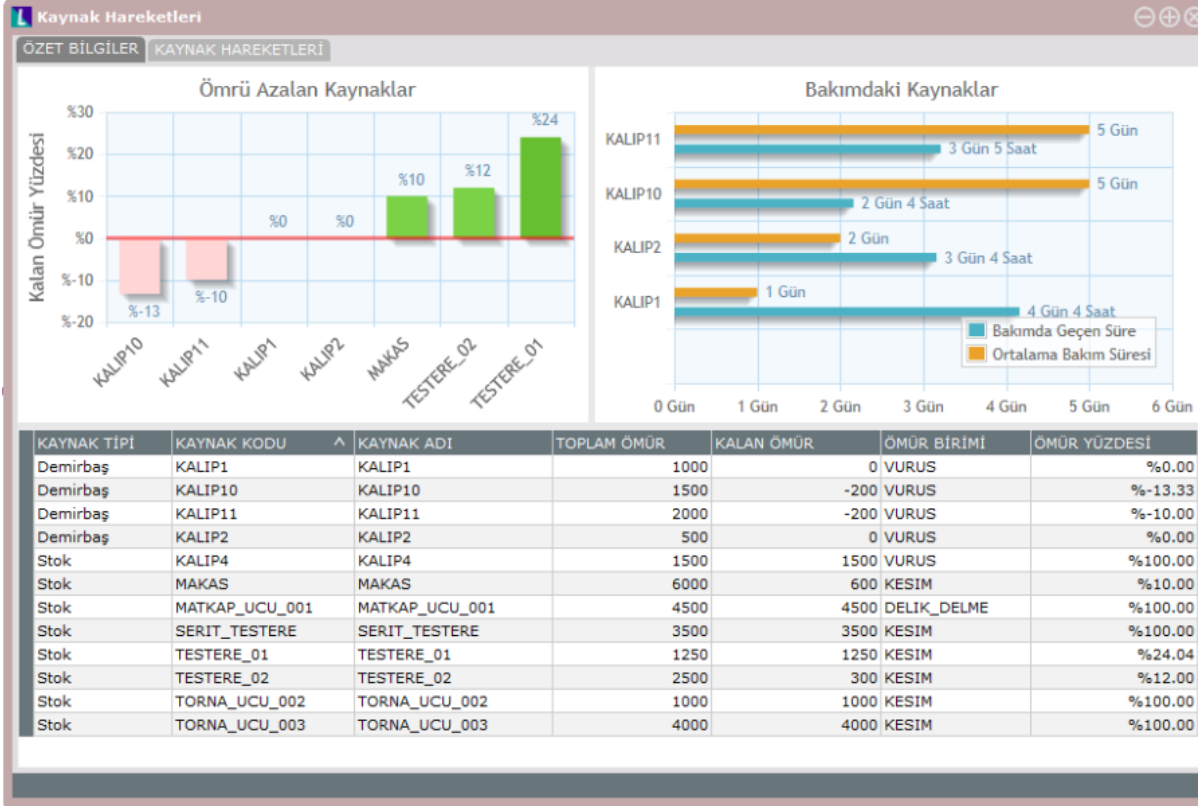 Kaynak Hareketleri
ÖZET BİLGİLER KAYNAK HAREKETLERİ
Ömrü Azalan Kaynaklar
Kalan Ömür Yüzdesi
%30
%20
%10
%0
%-10
%-20
%-13
%-10
%0
%0
%10
%12
%24
KALIP10
KALIP11
KALIP1
KALIP2
MAKAS
TESTERE_02
TESTERE_01
Bakımdaki Kaynaklar
KALIP11
5 Gün
3 Gün 5 Saat
KALIP10
5 Gün
2 Gün 4 Saat
KALIP2
2 Gün
3 Gün 4 Saat
KALIP1
1 Gün
4 Gün 4 Saat
Bakımda Geçen Süre
Ortalama Bakım Süresi
0 Gün 1 Gün 2 Gün 3 Gün 4 Gün 5 Gün 6 Gün
KAYNAK TİPİ KAYNAK KODU KAYNAK ADI TOPLAM ÖMÜR KALAN ÖMÜR ÖMÜR BİRİMİ ÖMÜR YÜZDESİ
Demirbaş KALIP1 KALIP1 1000 0 VURUS %0.00
Demirbaş KALIP10 KALIP10 1500 -200 VURUS %-13.33
Demirbaş KALIP11 KALIP11 2000 -200 VURUS %-10.00
Demirbaş KALIP2 KALIP2 500 0 VURUS %0.00
Stok KALIP4 KALIP4 1500 1500 VURUS %100.00
Stok MAKAS MAKAS 6000 600 KESIM %10.00
Stok MATKAP_UCU_001 MATKAP_UCU_001 4500 4500 DELIK_DELME %100.00
Stok SERIT_TESTERE SERIT_TESTERE 3500 3500 KESIM %100.00
Stok TESTERE_01 TESTERE_01 1250 1250 KESIM %24.04
Stok TESTERE_02 TESTERE_02 2500 300 KESIM %12.00
Stok TORNA_UCU_002 TORNA_UCU_002 1000 1000 KESIM %100.00
Stok TORNA_UCU_003 TORNA_UCU_003 4000 4000 KESIM %100.00